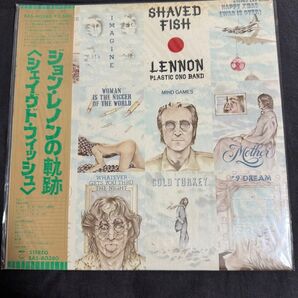 ジョン・レノンの軌跡
〈シェイヴド・フィッシュ〉
STEREO
EAS-80380
IMAGINE
SHAVED
FISH
LENNON
PLASTIC ONO BAND
HAPPY XMAS
(WAR IS OVER)
WOMAN
IS THE NIGGER
OF THE WORLD
MIND GAMES
Mother
WHATEVER
GETS YOU THRU
THE NIGHT
COLD TURKEY
#9 DREAM